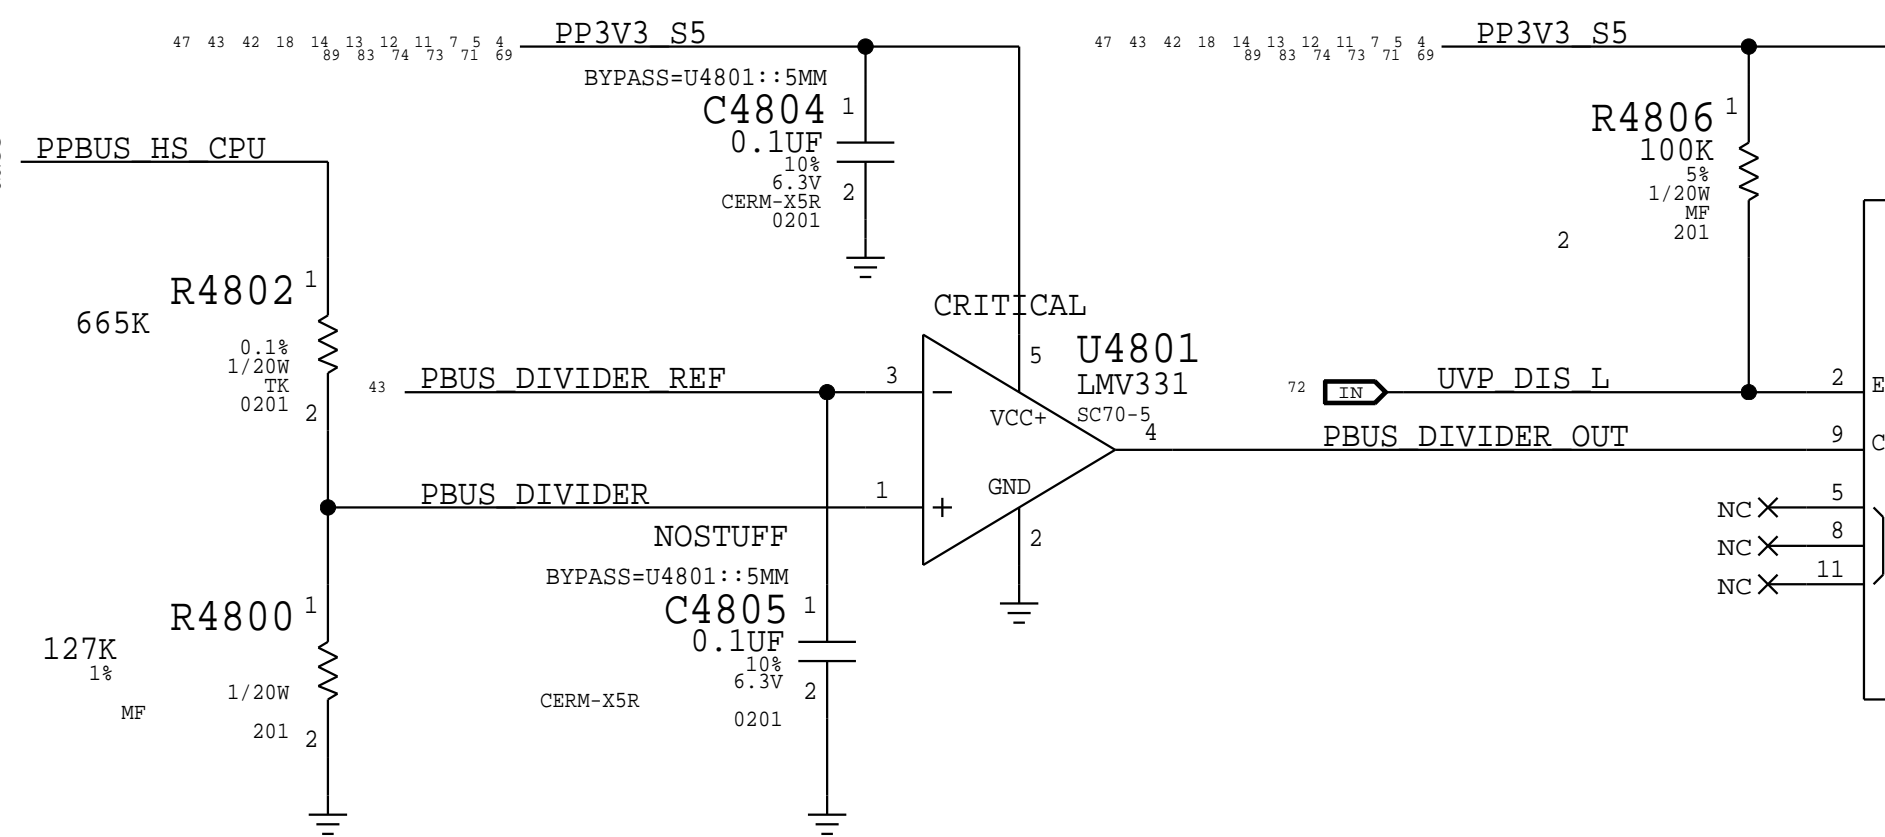 PP3V3_S5
47 43 42 18 14 13 12 11 7 5 4
89 83 74 73 71 69
BYPASS=U4801::5MM
C4804 1
0.1UF
10%
6.3V
2
CERM-X5R
0201
PPBUS_HS_CPU
R4802 1
665K
0.1%
1/20W
TK
0201
2
43 PBUS_DIVIDER_REF 3
PBUS_DIVIDER 1
CRITICAL
5
U4801
LMV331
SC70-5
VCC+
4
−
+
GND
2
NOSTUFF
BYPASS=U4801::5MM
C4805 1
0.1UF
10%
6.3V
2
CERM-X5R
0201
R4800 1
127K
1%
1/20W
MF
201
2
PP3V3_S5
47 43 42 18 14 13 12 11 7 5 4
89 83 74 73 71 69
R4806 1
100K
5%
1/20W
MF
201
2
72 IN UVP_DIS_L 2 E
PBUS_DIVIDER_OUT 9 C
NC 5
NC 8
NC 11